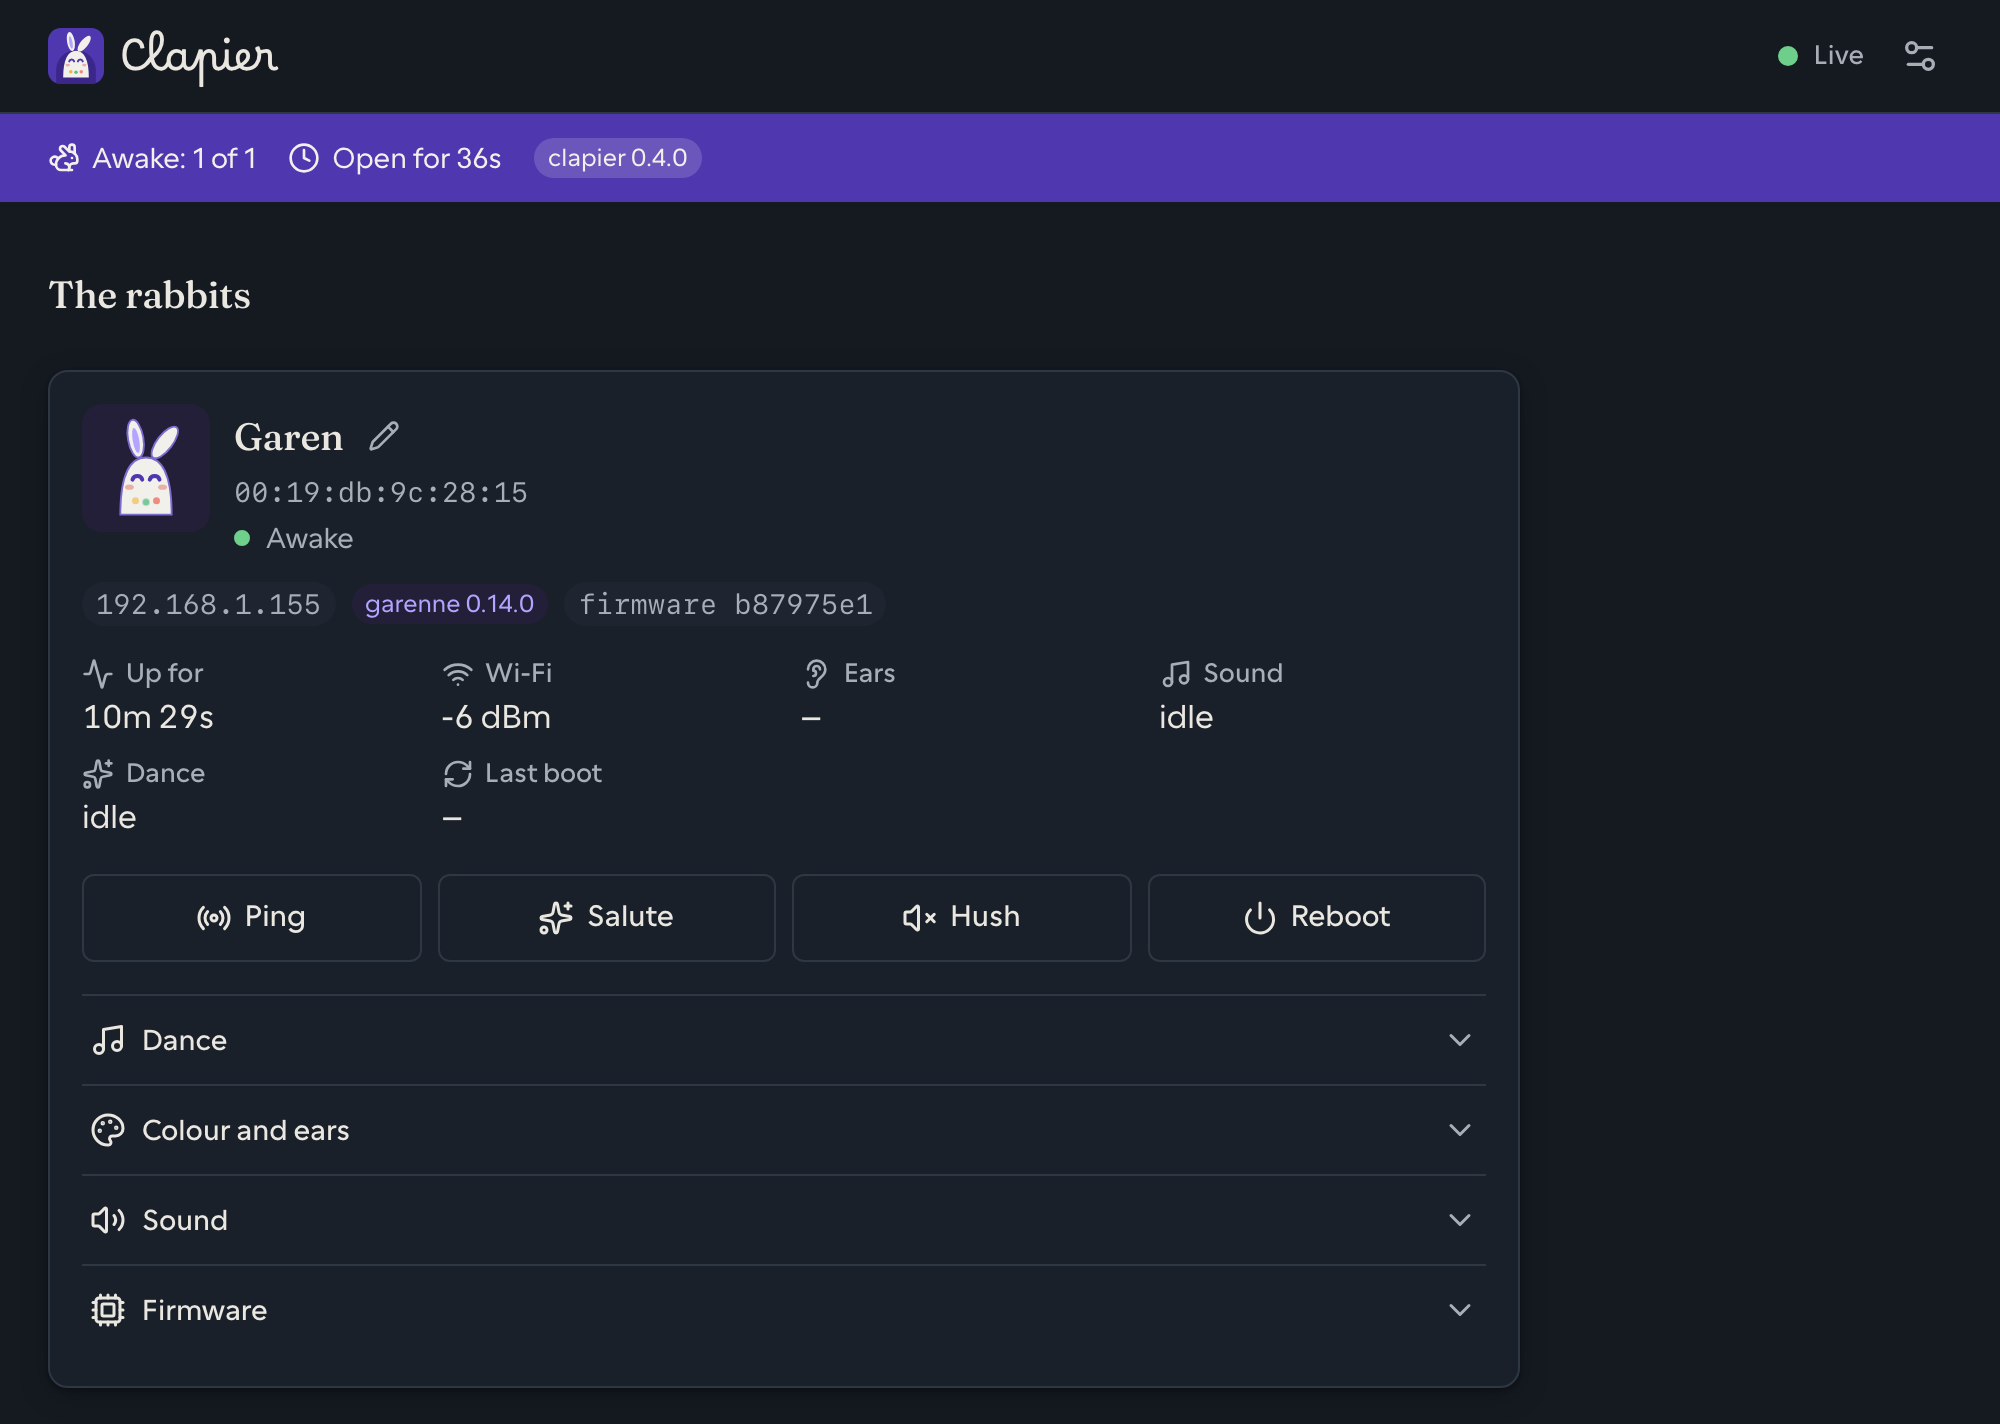 Clapier
Live
Awake: 1 of 1
Open for 36s
clapier 0.4.0
The rabbits
Garen
00:19:db:9c:28:15
Awake
192.168.1.155
garenne 0.14.0
firmware b87975e1
Up for
10m 29s
Wi-Fi
-6 dBm
Ears
–
Sound
idle
Dance
idle
Last boot
–
Ping
Salute
Hush
Reboot
Dance
Colour and ears
Sound
Firmware